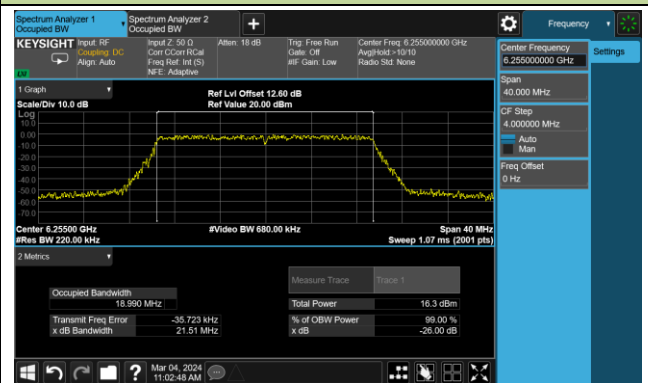 Spectrum Analyzer 1
Occupied BW
Spectrum Analyzer 2
Occupied BW
Frequency
KEYSIGHT
Input: RF
Coupling: DC
Align: Auto
Input Z: 50 Ω
Corr CCorr RCal
Freq Ref: Int (S)
NFE: Adaptive
Atten: 18 dB
Trig: Free Run
Gate: Off
#IF Gain: Low
Center Freq: 6.255000000 GHz
Avg|Hold:>10/10
Radio Std: None
Center Frequency
6.255000000 GHz
Settings
Span
40.000 MHz
CF Step
4.000000 MHz
Auto
Man
Freq Offset
0 Hz
1 Graph
Scale/Div 10.0 dB
Ref Lvl Offset 12.60 dB
Ref Value 20.00 dBm
Log
10.0
0.00
-10.0
-20.0
-30.0
-40.0
-50.0
-60.0
-70.0
Center 6.25500 GHz
#Res BW 220.00 kHz
#Video BW 680.00 kHz
Span 40 MHz
Sweep 1.07 ms (2001 pts)
2 Metrics
Measure Trace
Trace 1
Occupied Bandwidth
18.990 MHz
Total Power
16.3 dBm
Transmit Freq Error
-35.723 kHz
% of OBW Power
99.00 %
x dB Bandwidth
21.51 MHz
x dB
-26.00 dB
Mar 04, 2024
11:02:48 AM